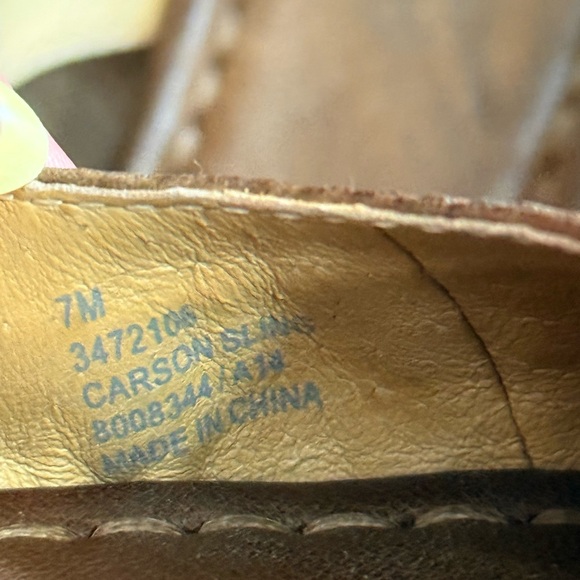 7M
3472108
CARSON SLING
8008344/A14
MADE IN CHINA